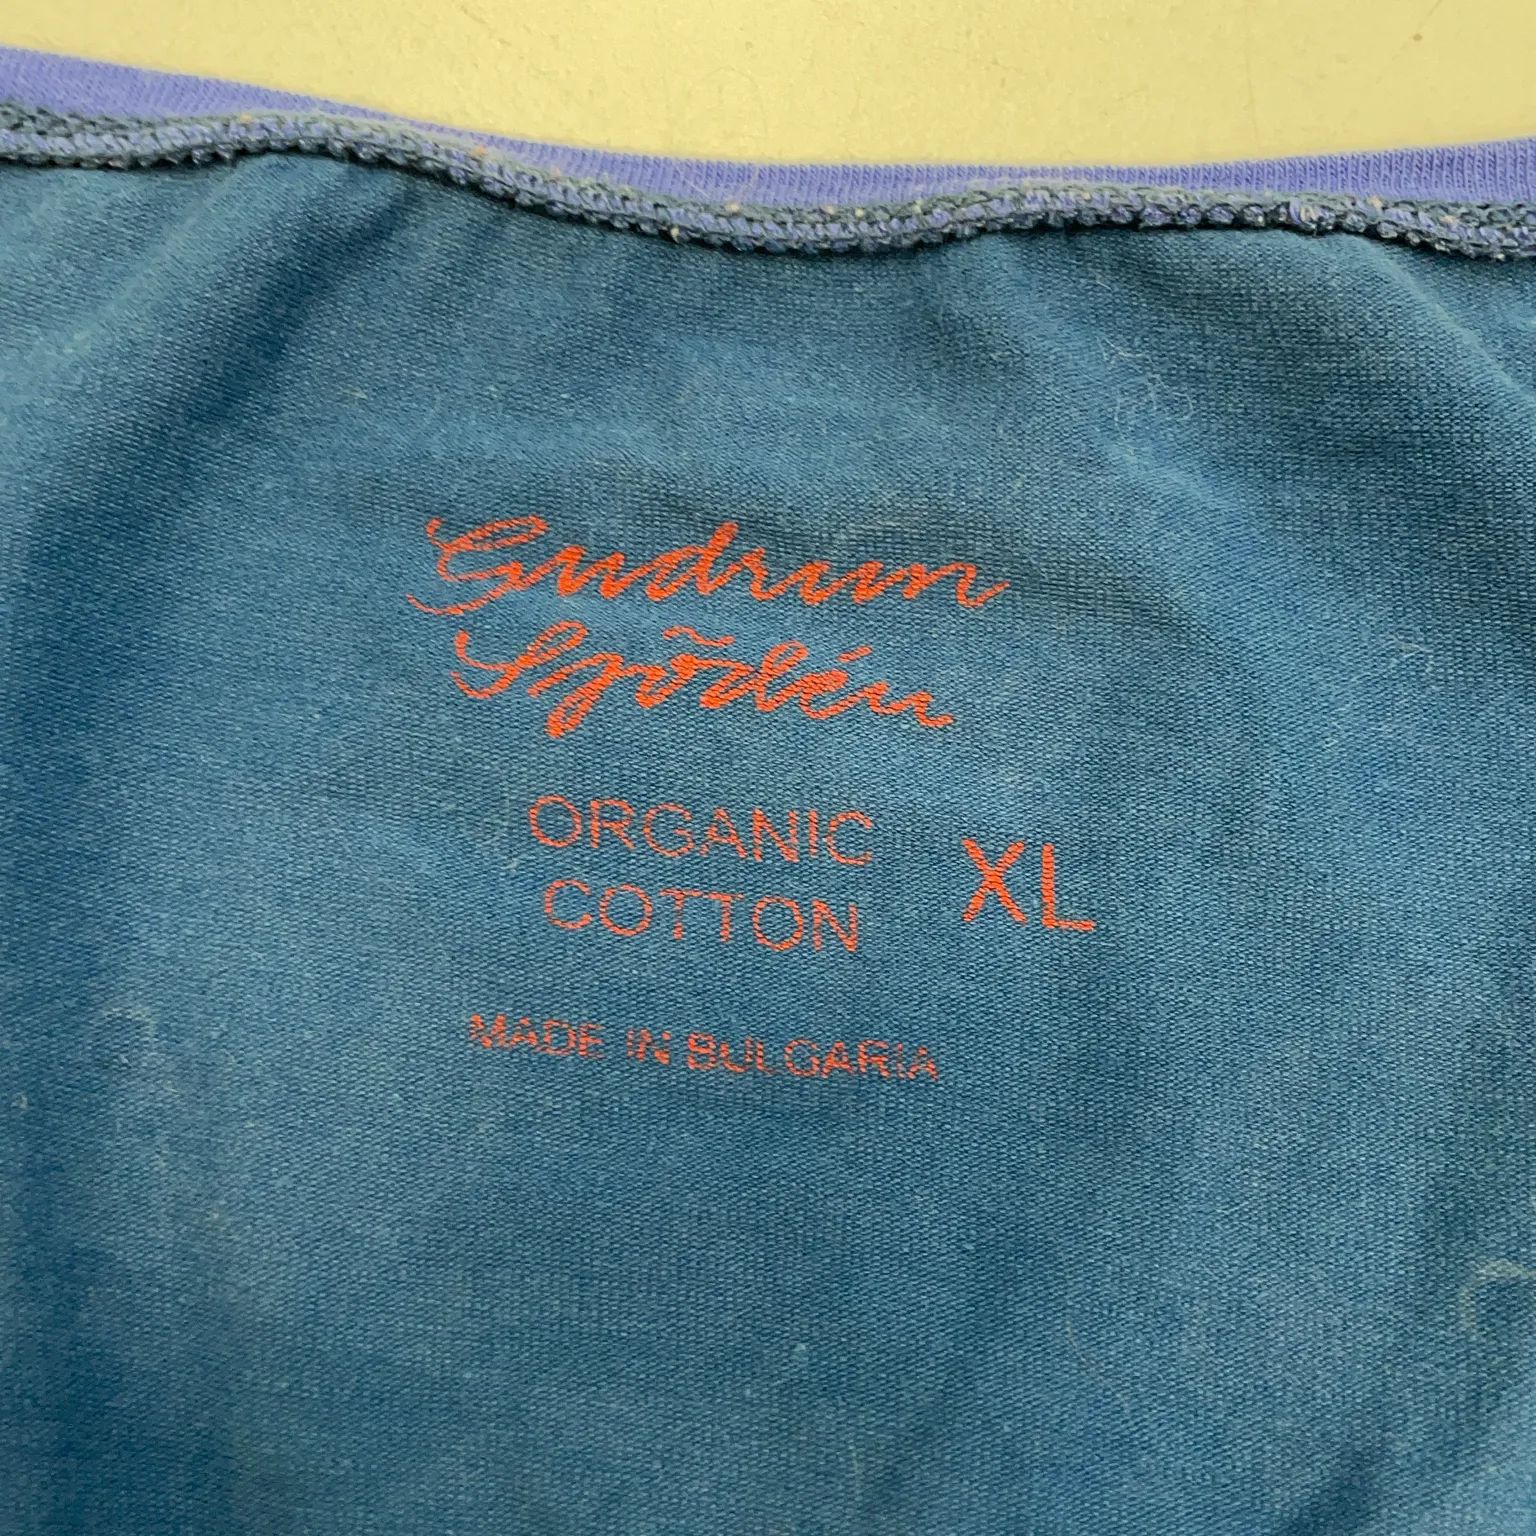 Gudrun
Sjödén
ORGANIC
COTTON
XL
MADE IN BULGARIA